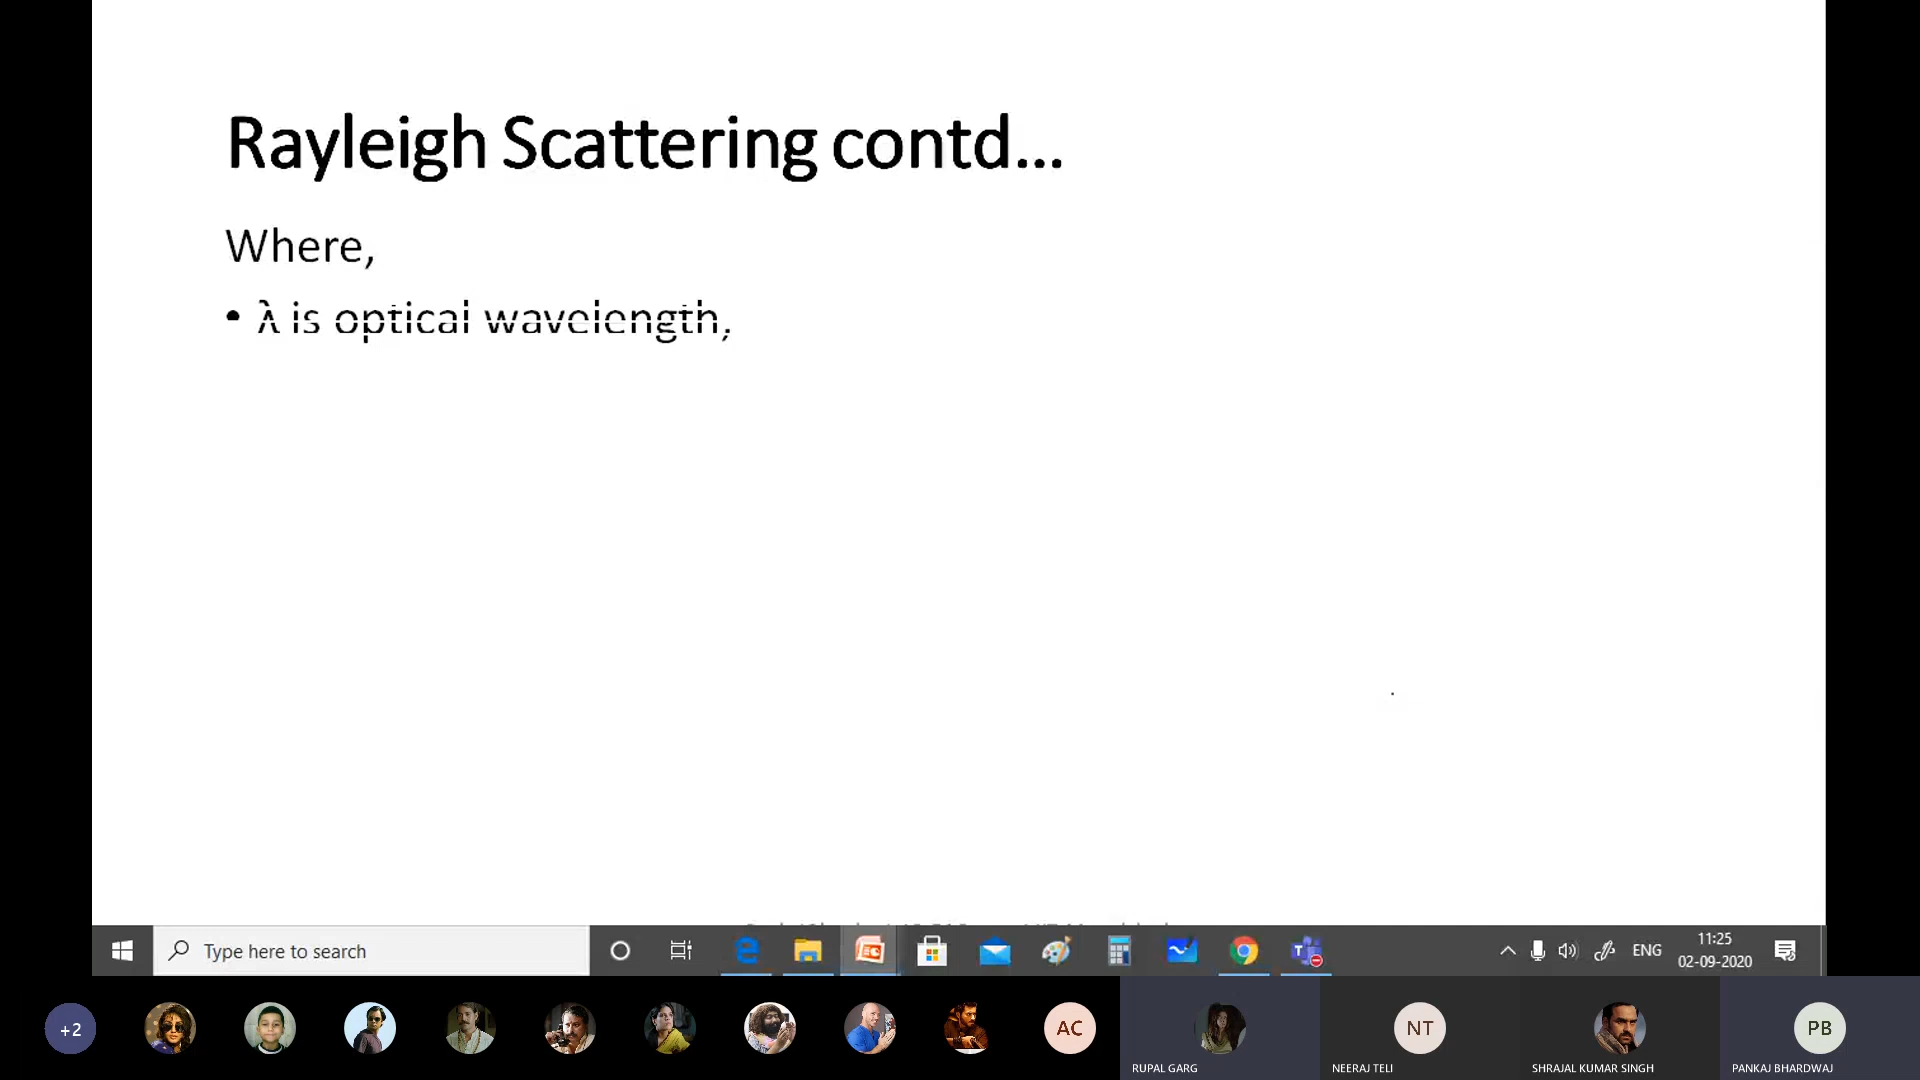 Rayleigh Scattering contd...
Where,
• λ is optical wavelength,
Type here to search
ENG
11:25
02-09-2020
+2
AC
NT
PB
RUPAL GARG
NEERAJ TELI
SHRAJAL KUMAR SINGH
PANKAJ BHARDWAJ